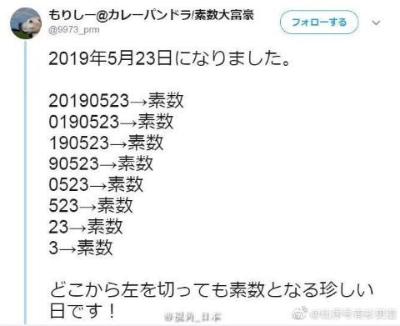 もりしー@カレーパンドラ/素数大富豪
@9973_prm
フォローする
2019年5月23日になりました。
20190523→素数
0190523→素数
190523→素数
90523→素数
0523→素数
523→素数
23→素数
3→素数
どこから左を切っても素数となる珍しい
日です！